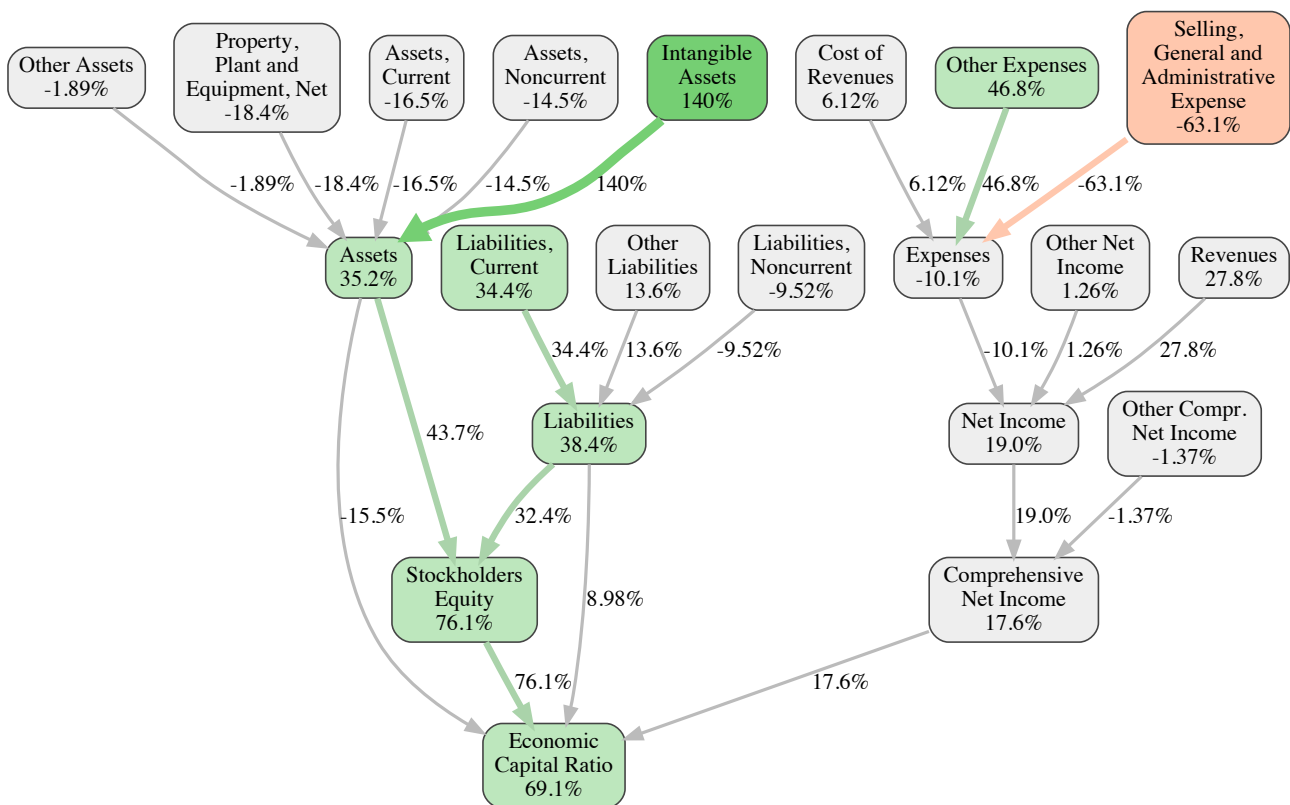 Other Assets
-1.89%
Property,
Plant and
Equipment, Net
-18.4%
Assets,
Current
-16.5%
Assets,
Noncurrent
-14.5%
Intangible
Assets
140%
Cost of
Revenues
6.12%
Other Expenses
46.8%
Selling,
General and
Administrative
Expense
-63.1%
-1.89%
-18.4%
-16.5%
-14.5%
140%
6.12%
46.8%
-63.1%
Assets
35.2%
Liabilities,
Current
34.4%
Other
Liabilities
13.6%
Liabilities,
Noncurrent
-9.52%
Expenses
-10.1%
Other Net
Income
1.26%
Revenues
27.8%
34.4%
13.6%
-9.52%
-10.1%
1.26%
27.8%
43.7%
Liabilities
38.4%
Net Income
19.0%
Other Compr.
Net Income
-1.37%
-15.5%
32.4%
19.0%
-1.37%
Stockholders
Equity
76.1%
8.98%
Comprehensive
Net Income
17.6%
76.1%
17.6%
Economic
Capital Ratio
69.1%